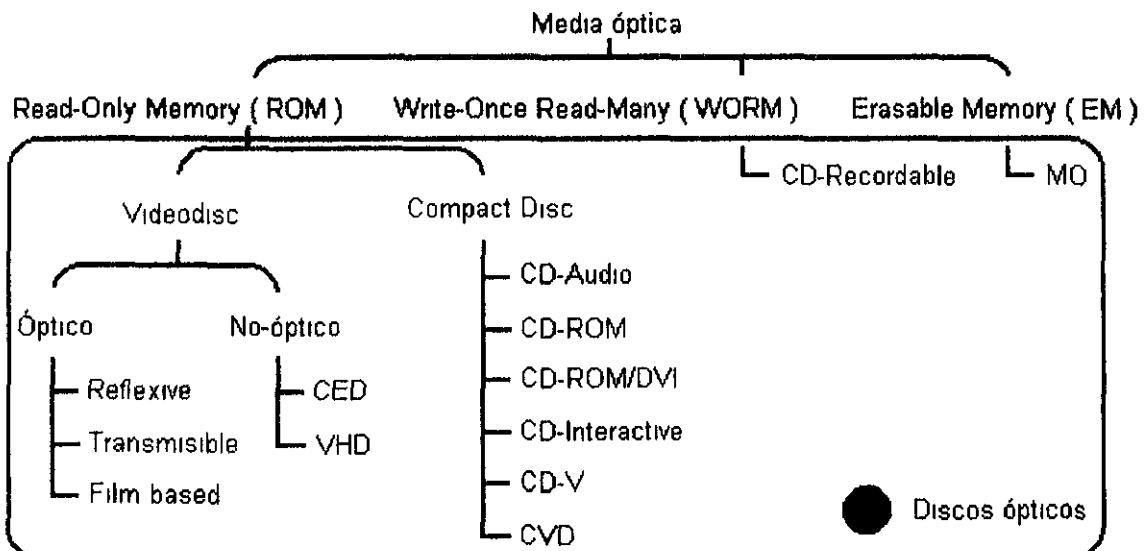 Media óptica
Read-Only Memory ( ROM ) Write-Once Read-Many ( WORM ) Erasable Memory ( EM )
CD-Recordable MO
Videodisc Compact Disc
CD-Audio
Óptico No-óptico CD-ROM
CD-ROM/DVI
Reflexive CED
CD-Interactive
Transmisible VHD
CD-V
Film based
Discos ópticos
CVD